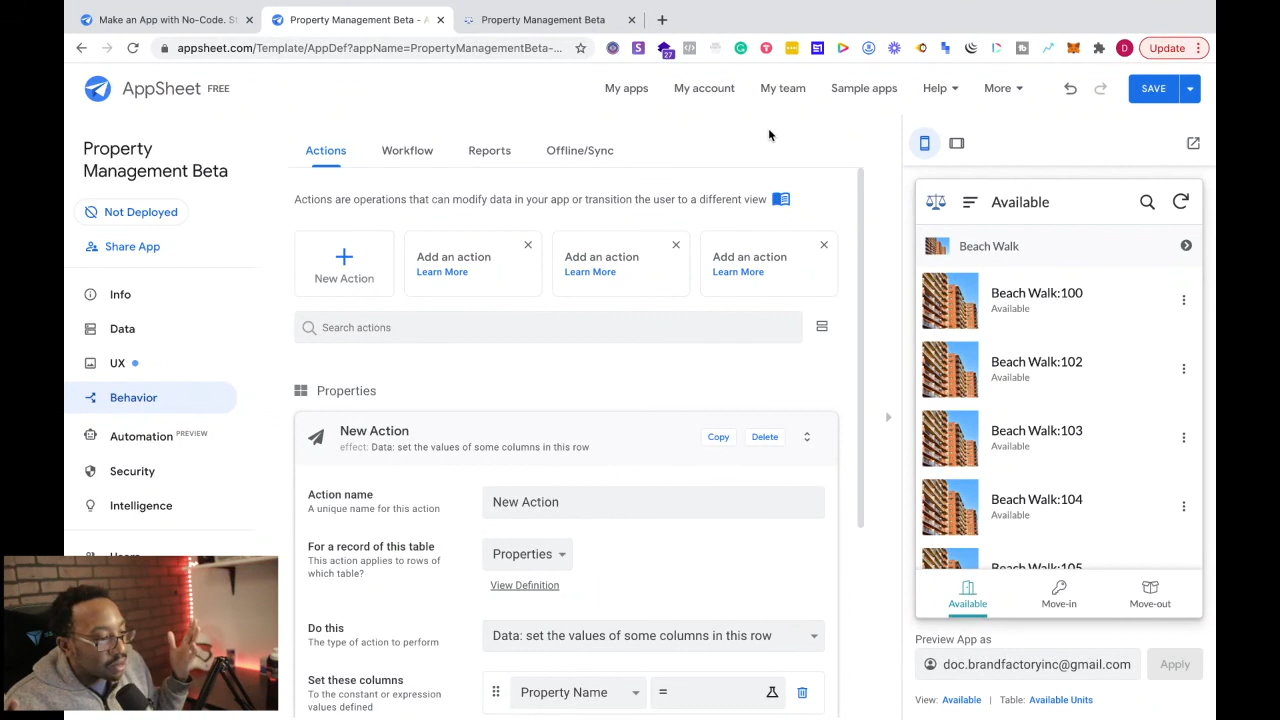 Make an App with No-Code. S
Property Management Beta - A
Property Management Beta
appsheet.com/Template/AppDef?appName=PropertyManagementBeta-...
27
D
Update
AppSheet FREE
My apps
My account
My team
Sample apps
Help
More
SAVE
Property
Management Beta
Not Deployed
Share App
Info
Data
UX
Behavior
Automation PREVIEW
Security
Intelligence
Actions
Workflow
Reports
Offline/Sync
Actions are operations that can modify data in your app or transition the user to a different view
New Action
Add an action
Learn More
Add an action
Learn More
Add an action
Learn More
Search actions
Properties
New Action
effect: Data: set the values of some columns in this row
Copy
Delete
Action name
A unique name for this action
New Action
For a record of this table
This action applies to rows of
which table?
Properties
View Definition
Do this
The type of action to perform
Data: set the values of some columns in this row
Set these columns
To the constant or expression
values defined
Property Name
=
Available
Beach Walk
Beach Walk:100
Available
Beach Walk:102
Available
Beach Walk:103
Available
Beach Walk:104
Available
Beach Walk:105
Available
Move-in
Move-out
Preview App as
doc.brandfactoryinc@gmail.com
Apply
View: Available | Table: Available Units